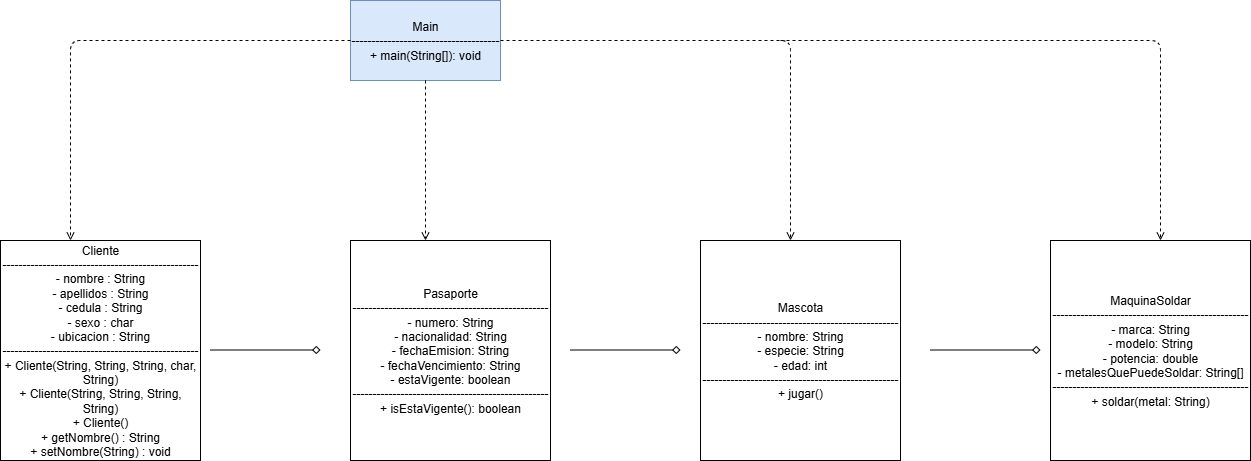 Main
+ main(String[]): void
Cliente
- nombre : String
- apellidos : String
- cedula : String
- sexo : char
- ubicacion : String
+ Cliente(String, String, String, char,
String)
+ Cliente(String, String, String,
String)
+ Cliente()
+ getNombre() : String
+ setNombre(String) : void
Pasaporte
- numero: String
- nacionalidad: String
- fechaEmision: String
- fechaVencimiento: String
- estaVigente: boolean
+ isEstaVigente(): boolean
Mascota
- nombre: String
- especie: String
- edad: int
+ jugar()
MaquinaSoldar
- marca: String
- modelo: String
- potencia: double
- metalesQuePuedeSoldar: String[]
+ soldar(metal: String)